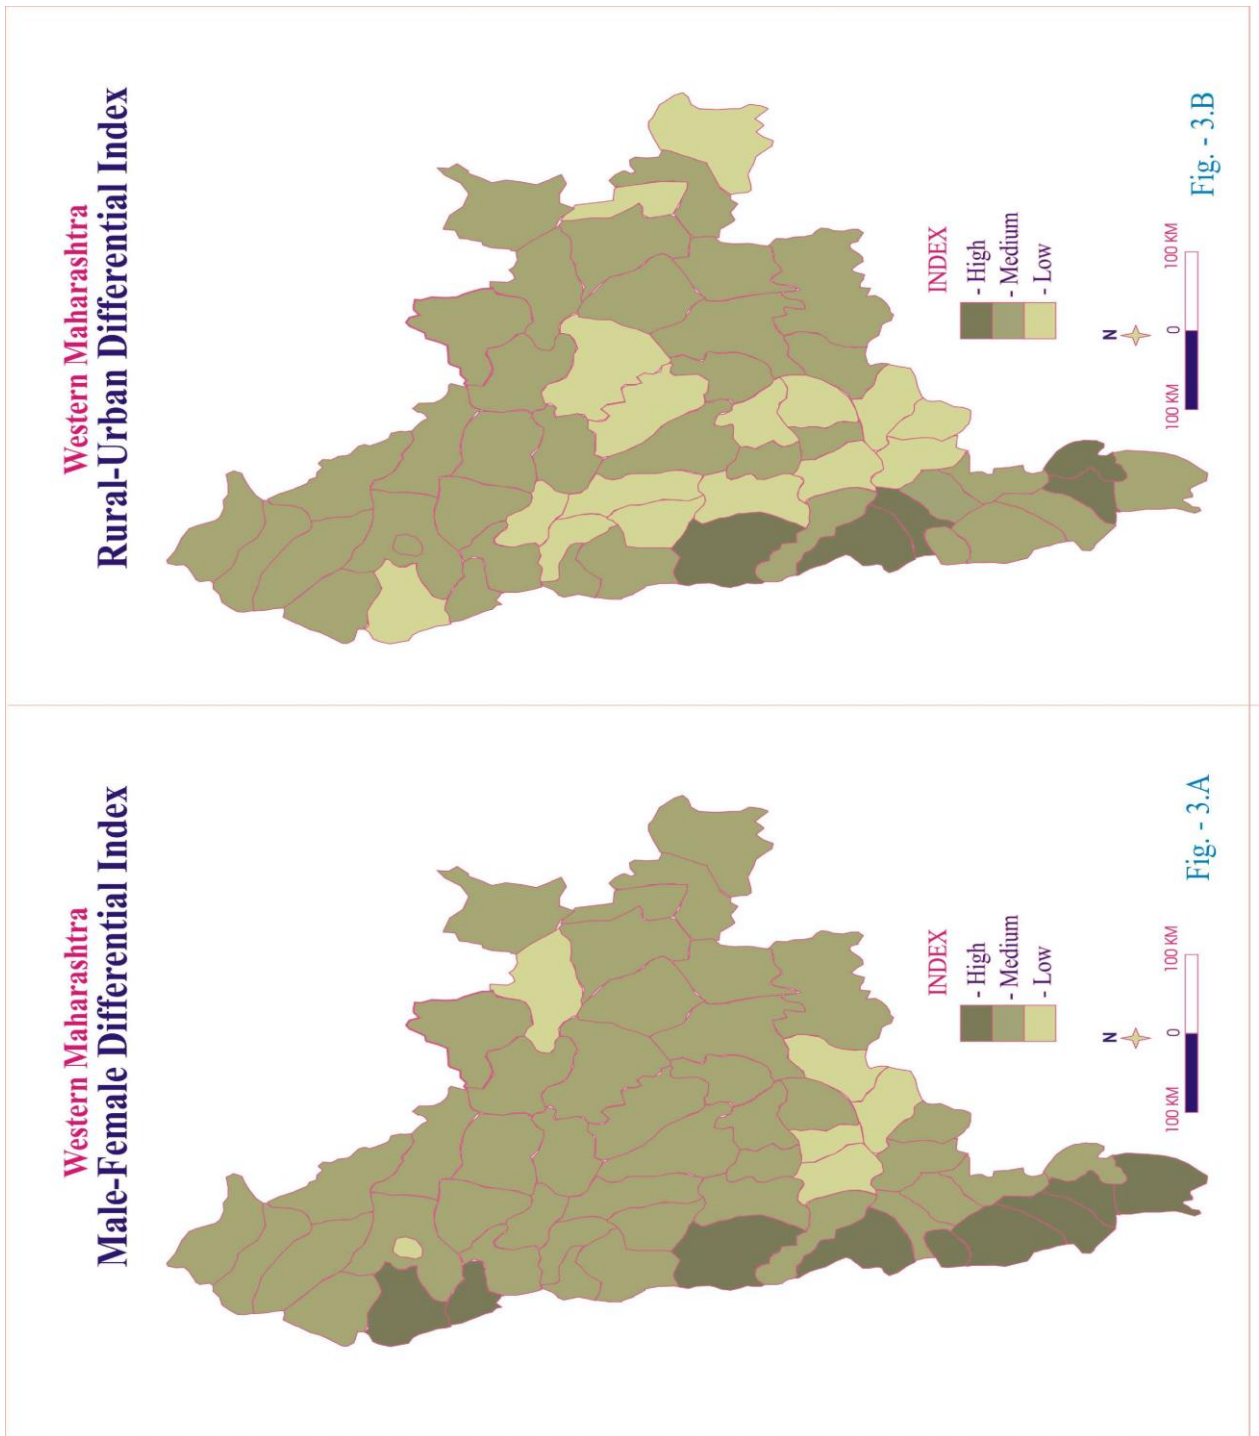 Western Maharashtra
Male-Female Differential Index
INDEX
- High
- Medium
- Low
N
100 KM 0 100 KM
Fig. - 3.A
Western Maharashtra
Rural-Urban Differential Index
INDEX
- High
- Medium
- Low
N
100 KM 0 100 KM
Fig. - 3.B